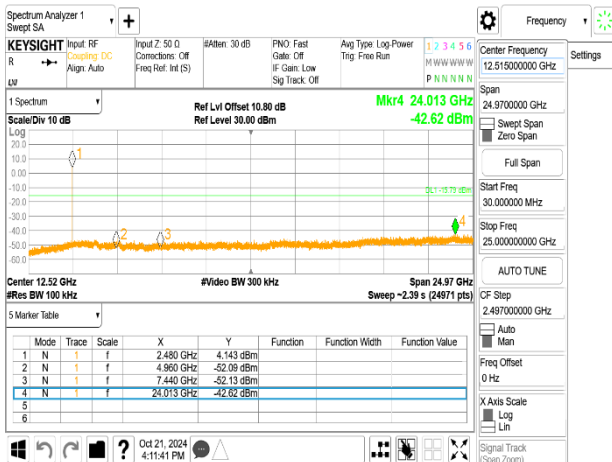 Spectrum Analyzer 1
Swept SA
+
Frequency
KEYSIGHT
R
Input: RF
Coupling: DC
Align: Auto
Input Z: 50 Ω
Corrections: Off
Freq Ref: Int (S)
#Atten: 30 dB
PNO: Fast
Gate: Off
IF Gain: Low
Sig Track: Off
Avg Type: Log-Power
Trig: Free Run
1 2 3 4 5 6
M W W W W W
P N N N N N
Center Frequency
12.515000000 GHz
Settings
Span
24.9700000 GHz
Swept Span
Zero Span
Full Span
Start Freq
30.000000 MHz
Stop Freq
25.000000000 GHz
AUTO TUNE
CF Step
2.497000000 GHz
Auto
Man
Freq Offset
0 Hz
X Axis Scale
Log
Lin
Signal Track
(Span Zoom)
1 Spectrum
Scale/Div 10 dB
Ref Lvl Offset 10.80 dB
Ref Level 30.00 dBm
Mkr4 24.013 GHz
-42.62 dBm
Log
20.0
10.0
0.00
-10.0
-20.0
-30.0
-40.0
-50.0
-60.0
1
2
3
4
DL1 -15.73 dBm
Center 12.52 GHz
#Video BW 300 kHz
Span 24.97 GHz
#Res BW 100 kHz
Sweep ~2.39 s (24971 pts)
5 Marker Table
Mode Trace Scale X Y Function Function Width Function Value
1 N 1 f 2.480 GHz 4.143 dBm
2 N 1 f 4.960 GHz -52.09 dBm
3 N 1 f 7.440 GHz -52.13 dBm
4 N 1 f 24.013 GHz -42.62 dBm
5
6
?
Oct 21, 2024
4:11:41 PM